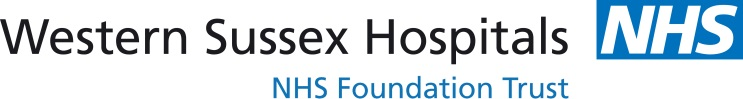 Western Sussex Hospitals NHS
NHS Foundation Trust